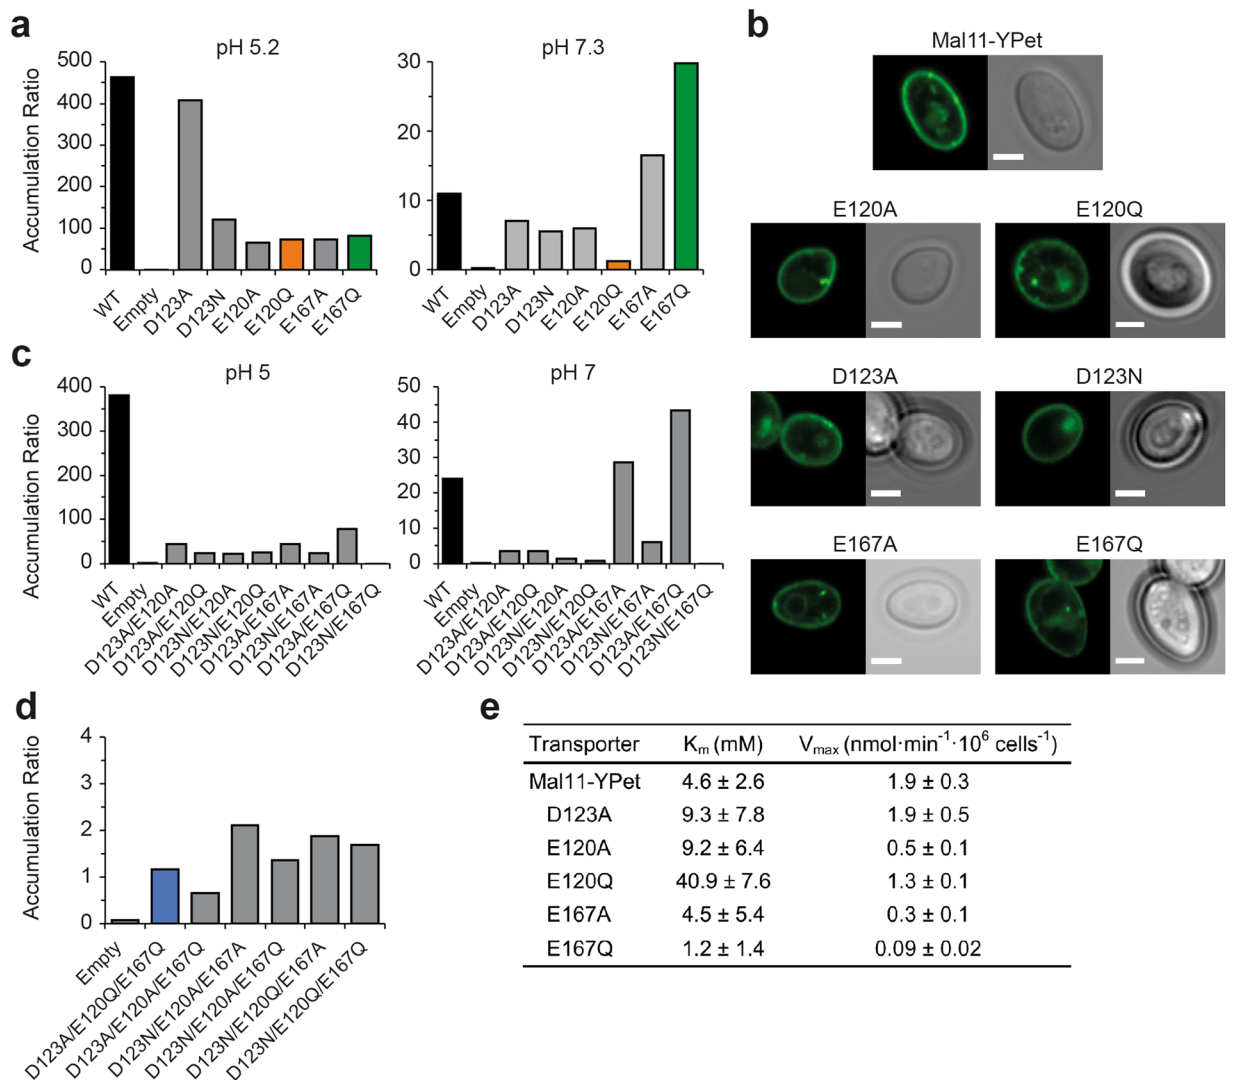 a
pH 5.2
Accumulation Ratio
500
400
300
200
100
0
WT
Empty
D123A
D123N
E120A
E120Q
E167A
E167Q
pH 7.3
30
20
10
0
WT
Empty
D123A
D123N
E120A
E120Q
E167A
E167Q
b
Mal11-YPet
E120A
E120Q
D123A
D123N
E167A
E167Q
c
pH 5
Accumulation Ratio
400
300
200
100
0
WT
Empty
D123A/E120A
D123A/E120Q
D123N/E120A
D123N/E120Q
D123A/E167A
D123N/E167A
D123A/E167Q
D123N/E167Q
pH 7
50
40
30
20
10
0
WT
Empty
D123A/E120A
D123A/E120Q
D123N/E120A
D123N/E120Q
D123A/E167A
D123N/E167A
D123A/E167Q
D123N/E167Q
d
Accumulation Ratio
4
3
2
1
0
Empty
D123A/E120Q/E167Q
D123A/E120A/E167Q
D123N/E120A/E167A
D123N/E120A/E167Q
D123N/E120Q/E167A
D123N/E120Q/E167Q
e
Transporter Km (mM) Vmax (nmol·min-1·10^6 cells-1)
Mal11-YPet 4.6 ± 2.6 1.9 ± 0.3
D123A 9.3 ± 7.8 1.9 ± 0.5
E120A 9.2 ± 6.4 0.5 ± 0.1
E120Q 40.9 ± 7.6 1.3 ± 0.1
E167A 4.5 ± 5.4 0.3 ± 0.1
E167Q 1.2 ± 1.4 0.09 ± 0.02